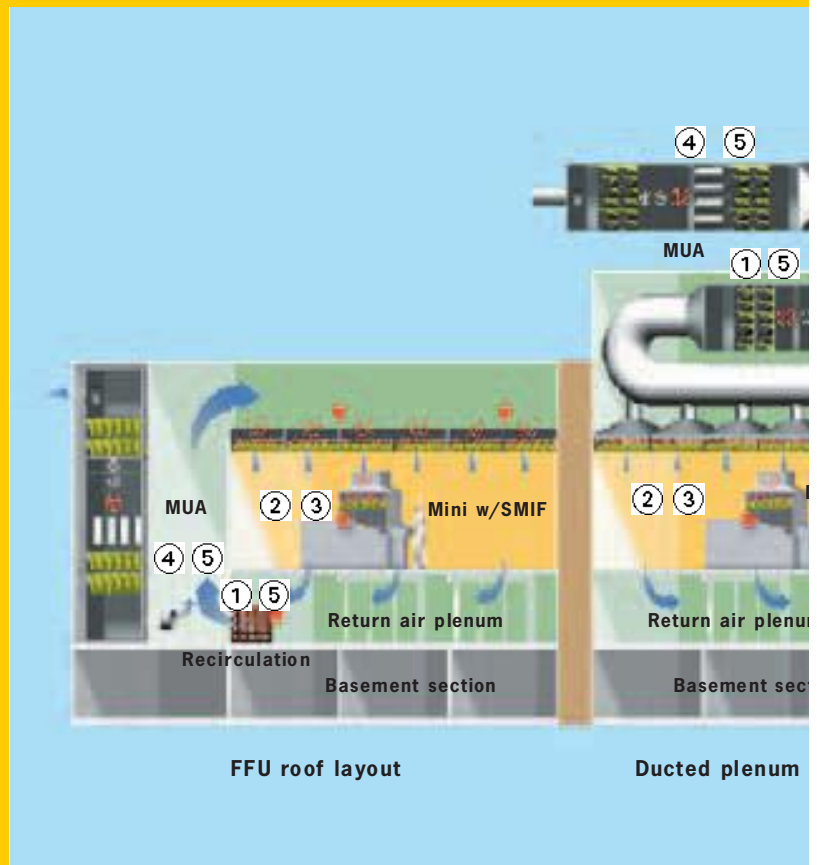 4 5
MUA
1 5
2 3
Mini w/SMIF
MUA
2 3
4 5
1 5
Return air plenum
Return air plenu
Recirculation
Basement section
Basement sec
FFU roof layout
Ducted plenum